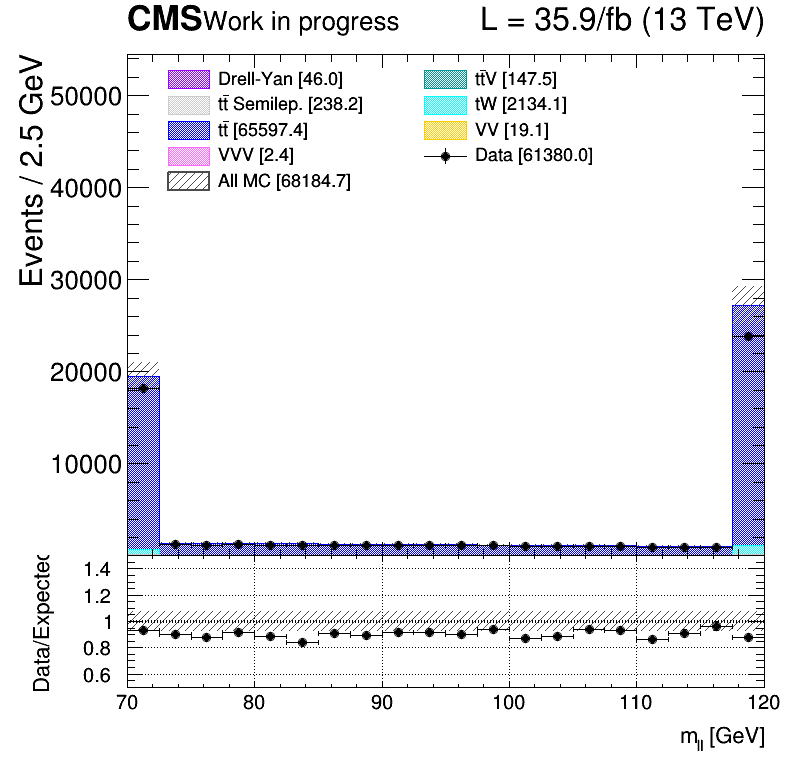 CMS Work in progress L = 35.9/fb (13 TeV)
Events / 2.5 GeV
50000
40000
30000
20000
10000
Drell-Yan [46.0]
tt̄ Semilep. [238.2]
tt̄ [65597.4]
VVV [2.4]
All MC [68184.7]
tt̄V [147.5]
tW [2134.1]
VV [19.1]
Data [61380.0]
Data/Expected
1.4
1.2
1
0.8
0.6
70 80 90 100 110 120
m_ll [GeV]